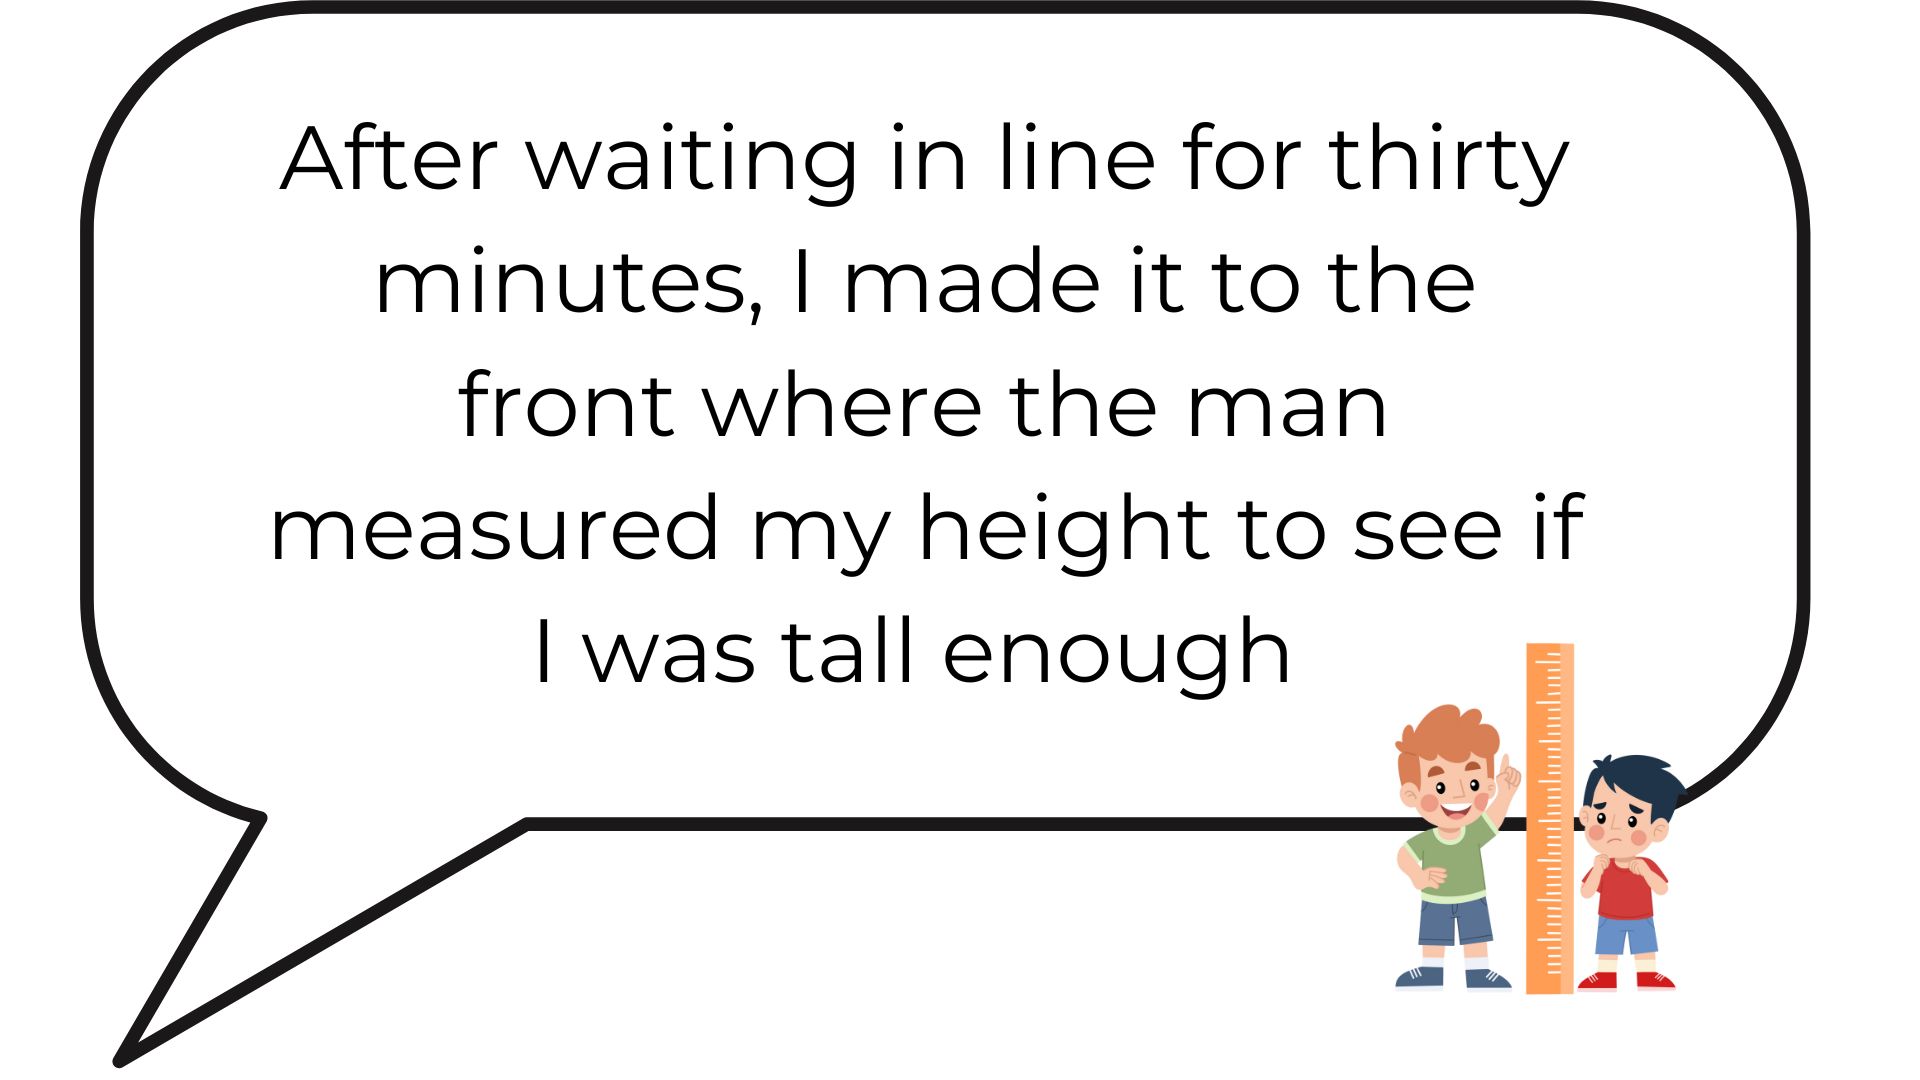 After waiting in line for thirty
minutes, I made it to the
front where the man
measured my height to see if
I was tall enough